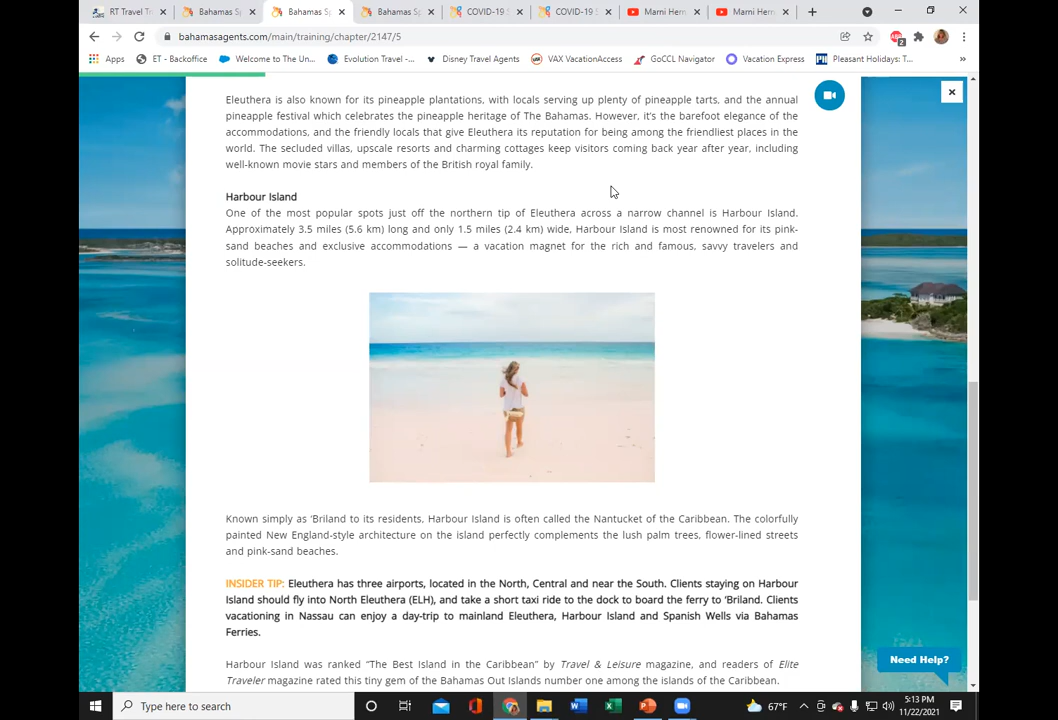 RT Travel Tr
Bahamas Sp
Bahamas Sp
Bahamas Sp
COVID-19 S
COVID-19 S
Marni Hern
Marni Hern
bahamasagents.com/main/training/chapter/2147/5
2
Apps
ET - Backoffice
Welcome to The Un...
Evolution Travel -...
Disney Travel Agents
VAX VacationAccess
GoCCL Navigator
Vacation Express
Pleasant Holidays: T...
Eleuthera is also known for its pineapple plantations, with locals serving up plenty of pineapple tarts, and the annual
pineapple festival which celebrates the pineapple heritage of The Bahamas. However, it's the barefoot elegance of the
accommodations, and the friendly locals that give Eleuthera its reputation for being among the friendliest places in the
world. The secluded villas, upscale resorts and charming cottages keep visitors coming back year after year, including
well-known movie stars and members of the British royal family.
Harbour Island
One of the most popular spots just off the northern tip of Eleuthera across a narrow channel is Harbour Island.
Approximately 3.5 miles (5.6 km) long and only 1.5 miles (2.4 km) wide, Harbour Island is most renowned for its pink-
sand beaches and exclusive accommodations — a vacation magnet for the rich and famous, savvy travelers and
solitude-seekers.
Known simply as 'Briland to its residents, Harbour Island is often called the Nantucket of the Caribbean. The colorfully
painted New England-style architecture on the island perfectly complements the lush palm trees, flower-lined streets
and pink-sand beaches.
INSIDER TIP: Eleuthera has three airports, located in the North, Central and near the South. Clients staying on Harbour
Island should fly into North Eleuthera (ELH), and take a short taxi ride to the dock to board the ferry to 'Briland. Clients
vacationing in Nassau can enjoy a day-trip to mainland Eleuthera, Harbour Island and Spanish Wells via Bahamas
Ferries.
Harbour Island was ranked "The Best Island in the Caribbean" by Travel & Leisure magazine, and readers of Elite
Traveler magazine rated this tiny gem of the Bahamas Out Islands number one among the islands of the Caribbean.
Need Help?
Type here to search
67°F
5:13 PM
11/22/2021